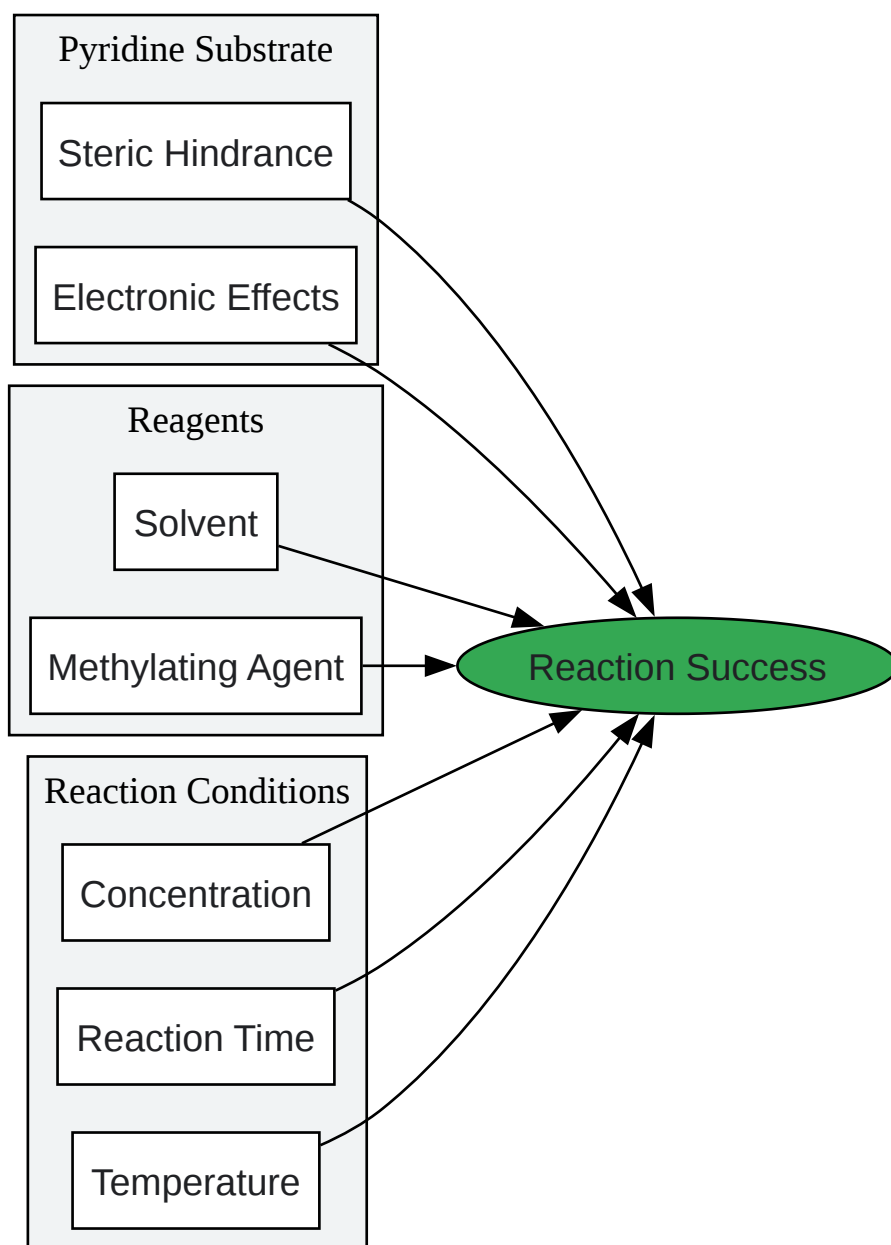 Pyridine Substrate
Steric Hindrance
Electronic Effects
Reagents
Solvent
Methylating Agent
Reaction Success
Reaction Conditions
Concentration
Reaction Time
Temperature